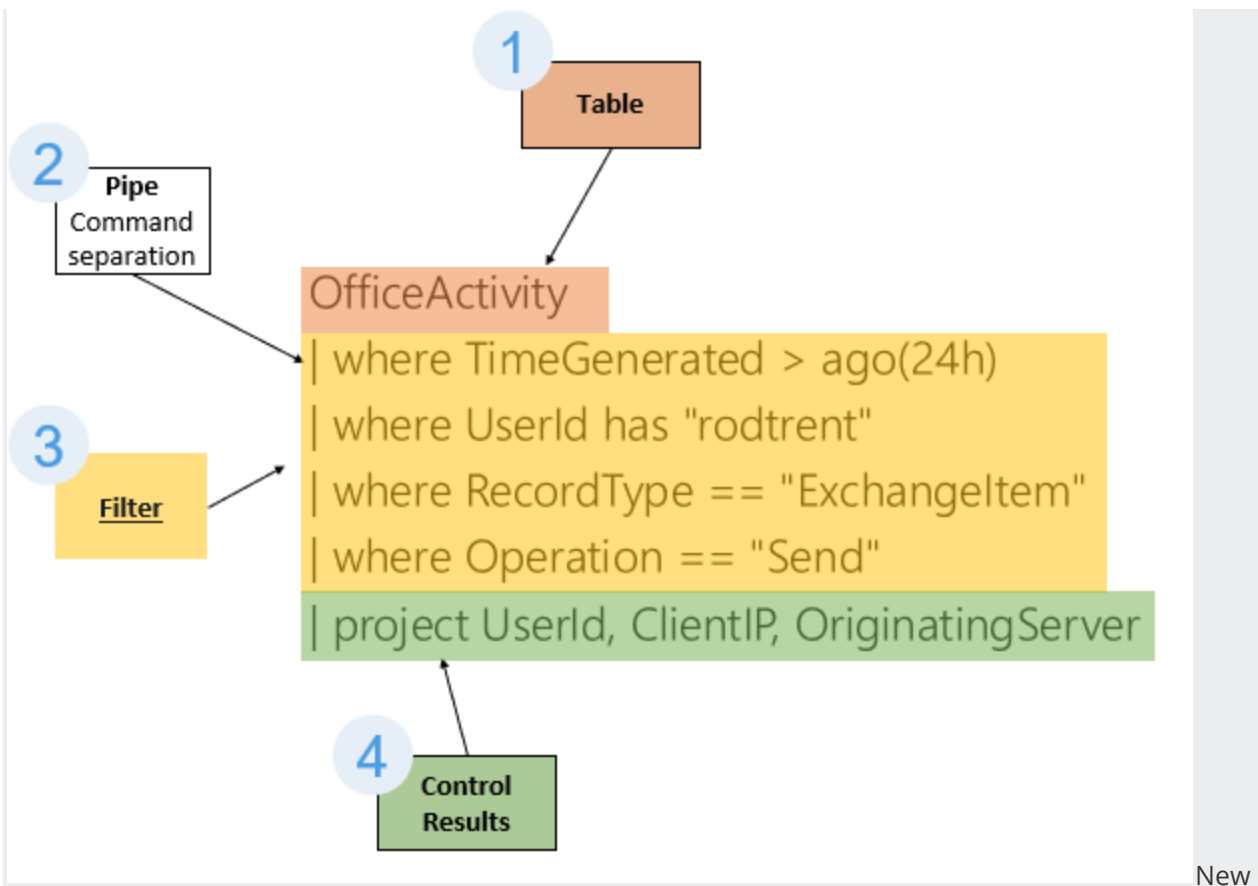 1
Table
2
Pipe
Command
separation
OfficeActivity
| where TimeGenerated > ago(24h)
| where UserId has "rodtrent"
3
Filter
| where RecordType == "ExchangeItem"
| where Operation == "Send"
| project UserId, ClientIP, OriginatingServer
4
Control
Results
New